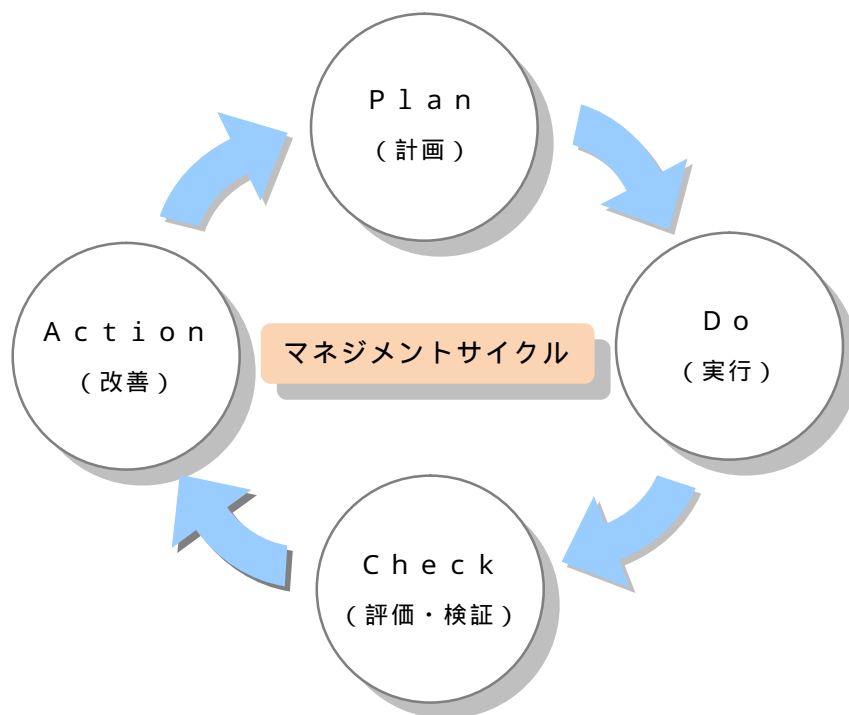 Plan
（計画）
Do
（実行）
Action
（改善）
マネジメントサイクル
Check
（評価・検証）